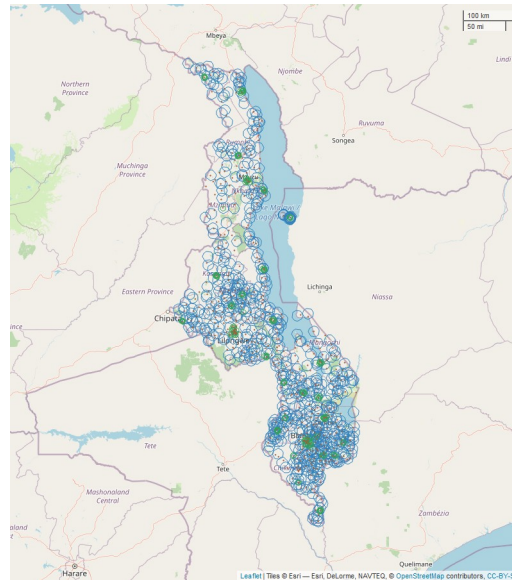 100 km
50 mi
Mbeya
Njombe
Lindi
Northern
Province
Ruvuma
Songea
Muchinga
Province
Mzuzu
Lichinga
Niassa
Eastern Province
Chipata
Lilongwe
Tete
Tete
Mashonaland
Central
Zambézia
Quelimane
Harare
Leaflet | Tiles © Esri — Esri, DeLorme, NAVTEQ, © OpenStreetMap contributors, CC-BY-S